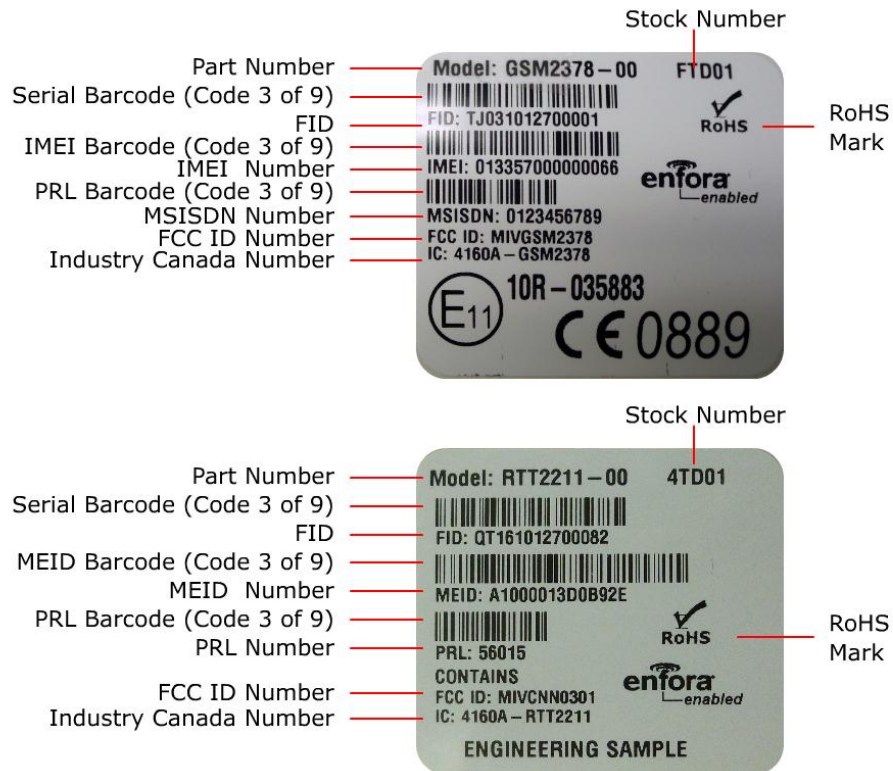 Stock Number
Part Number
Model: GSM2378-00 FTD01
Serial Barcode (Code 3 of 9)
FID
FID: TJ031012700001
RoHS
RoHS
Mark
IMEI Barcode (Code 3 of 9)
IMEI Number
IMEI: 013357000000066
PRL Barcode (Code 3 of 9)
enfora
enabled
MSISDN Number
MSISDN: 0123456789
FCC ID Number
FCC ID: MIVGSM2378
Industry Canada Number
IC: 4160A-GSM2378
E11
10R-035883
CE0889
Stock Number
Part Number
Model: RTT2211-00 4TD01
Serial Barcode (Code 3 of 9)
FID
FID: QT161012700082
MEID Barcode (Code 3 of 9)
MEID Number
MEID: A1000013D0B92E
PRL Barcode (Code 3 of 9)
RoHS
RoHS
Mark
PRL Number
PRL: 56015
CONTAINS
enfora
enabled
FCC ID Number
FCC ID: MIVCNN0301
Industry Canada Number
IC: 4160A-RTT2211
ENGINEERING SAMPLE